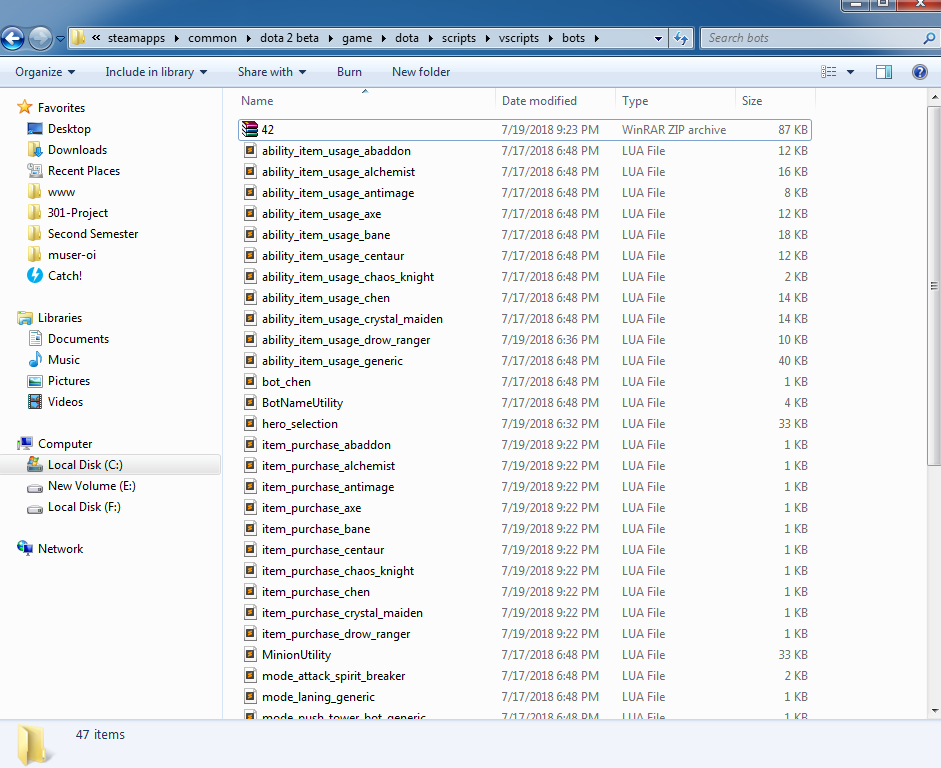 « steamapps ▸ common ▸ dota 2 beta ▸ game ▸ dota ▸ scripts ▸ vscripts ▸ bots ▸
Search bots
Organize Include in library Share with Burn New folder
Favorites
Desktop
Downloads
Recent Places
www
301-Project
Second Semester
muser-oi
Catch!
Libraries
Documents
Music
Pictures
Videos
Computer
Local Disk (C:)
New Volume (E:)
Local Disk (F:)
Network
Name Date modified Type Size
42 7/19/2018 9:23 PM WinRAR ZIP archive 87 KB
ability_item_usage_abaddon 7/17/2018 6:48 PM LUA File 12 KB
ability_item_usage_alchemist 7/17/2018 6:48 PM LUA File 16 KB
ability_item_usage_antimage 7/17/2018 6:48 PM LUA File 8 KB
ability_item_usage_axe 7/17/2018 6:48 PM LUA File 12 KB
ability_item_usage_bane 7/17/2018 6:48 PM LUA File 18 KB
ability_item_usage_centaur 7/17/2018 6:48 PM LUA File 12 KB
ability_item_usage_chaos_knight 7/17/2018 6:48 PM LUA File 2 KB
ability_item_usage_chen 7/17/2018 6:48 PM LUA File 14 KB
ability_item_usage_crystal_maiden 7/17/2018 6:48 PM LUA File 14 KB
ability_item_usage_drow_ranger 7/19/2018 6:36 PM LUA File 10 KB
ability_item_usage_generic 7/17/2018 6:48 PM LUA File 40 KB
bot_chen 7/17/2018 6:48 PM LUA File 1 KB
BotNameUtility 7/17/2018 6:48 PM LUA File 4 KB
hero_selection 7/19/2018 6:32 PM LUA File 33 KB
item_purchase_abaddon 7/19/2018 9:22 PM LUA File 1 KB
item_purchase_alchemist 7/19/2018 9:22 PM LUA File 1 KB
item_purchase_antimage 7/19/2018 9:22 PM LUA File 1 KB
item_purchase_axe 7/19/2018 9:22 PM LUA File 1 KB
item_purchase_bane 7/19/2018 9:22 PM LUA File 1 KB
item_purchase_centaur 7/19/2018 9:22 PM LUA File 1 KB
item_purchase_chaos_knight 7/19/2018 9:22 PM LUA File 1 KB
item_purchase_chen 7/19/2018 9:22 PM LUA File 1 KB
item_purchase_crystal_maiden 7/19/2018 9:22 PM LUA File 1 KB
item_purchase_drow_ranger 7/19/2018 9:22 PM LUA File 1 KB
MinionUtility 7/17/2018 6:48 PM LUA File 33 KB
mode_attack_spirit_breaker 7/17/2018 6:48 PM LUA File 2 KB
mode_laning_generic 7/17/2018 6:48 PM LUA File 1 KB
mode_push_tower_bot_generic 7/17/2018 6:48 PM LUA File 1 KB
47 items